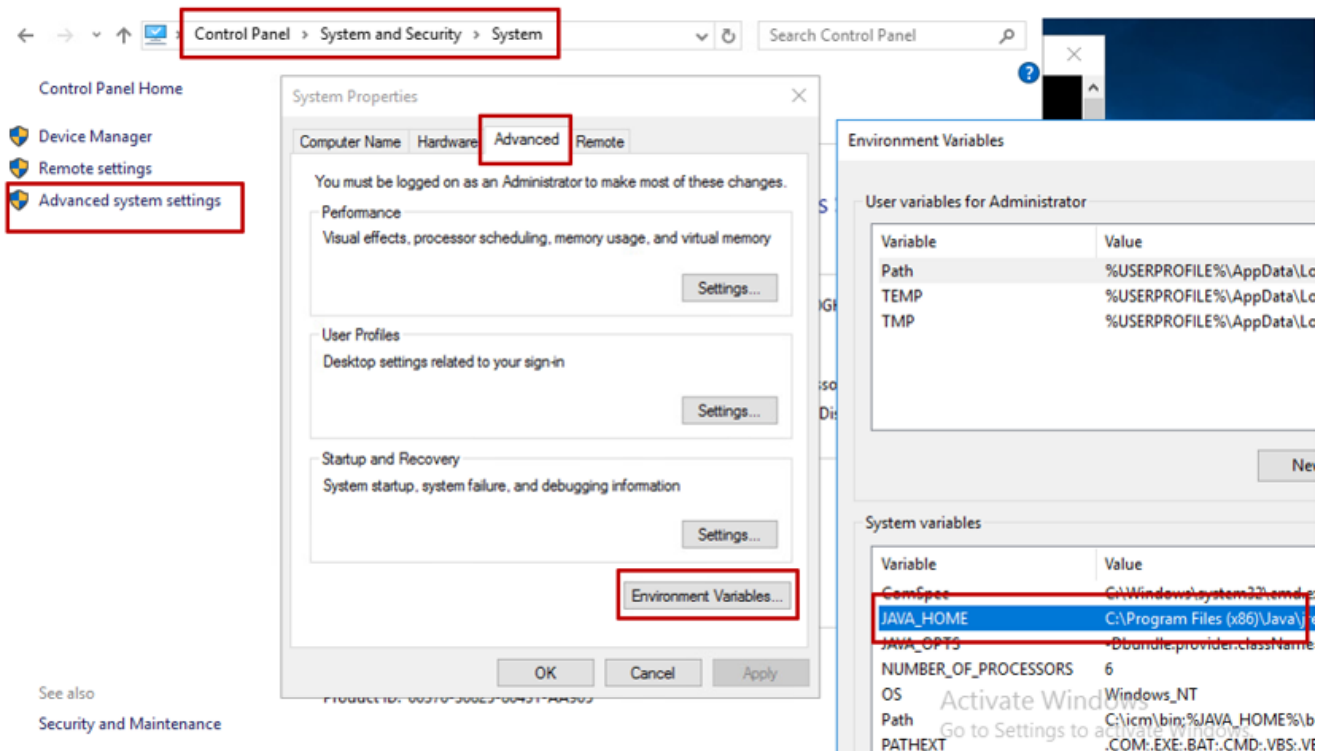 Control Panel > System and Security > System
Search Control Panel
Control Panel Home
Device Manager
Remote settings
Advanced system settings
See also
Security and Maintenance
System Properties
Computer Name Hardware Advanced Remote
You must be logged on as an Administrator to make most of these changes.
Performance
Visual effects, processor scheduling, memory usage, and virtual memory
Settings...
User Profiles
Desktop settings related to your sign-in
Settings...
Startup and Recovery
System startup, system failure, and debugging information
Settings...
Environment Variables...
OK Cancel Apply
Product ID:
Environment Variables
User variables for Administrator
Variable Value
Path %USERPROFILE%\AppData\Lo
TEMP %USERPROFILE%\AppData\Lo
TMP %USERPROFILE%\AppData\Lo
Ne
System variables
Variable Value
ComSpec C:\Windows\system32\cmd.e
JAVA_HOME C:\Program Files (x86)\Java\jre
JAVA_OPTS -Dbundle.provider.className
NUMBER_OF_PROCESSORS 6
OS Windows_NT
Path C:\icm\bin;%JAVA_HOME%\b
PATHEXT .COM;.EXE;.BAT;.CMD;.VBS;.VE
Activate Windows
Go to Settings to activate Windows.